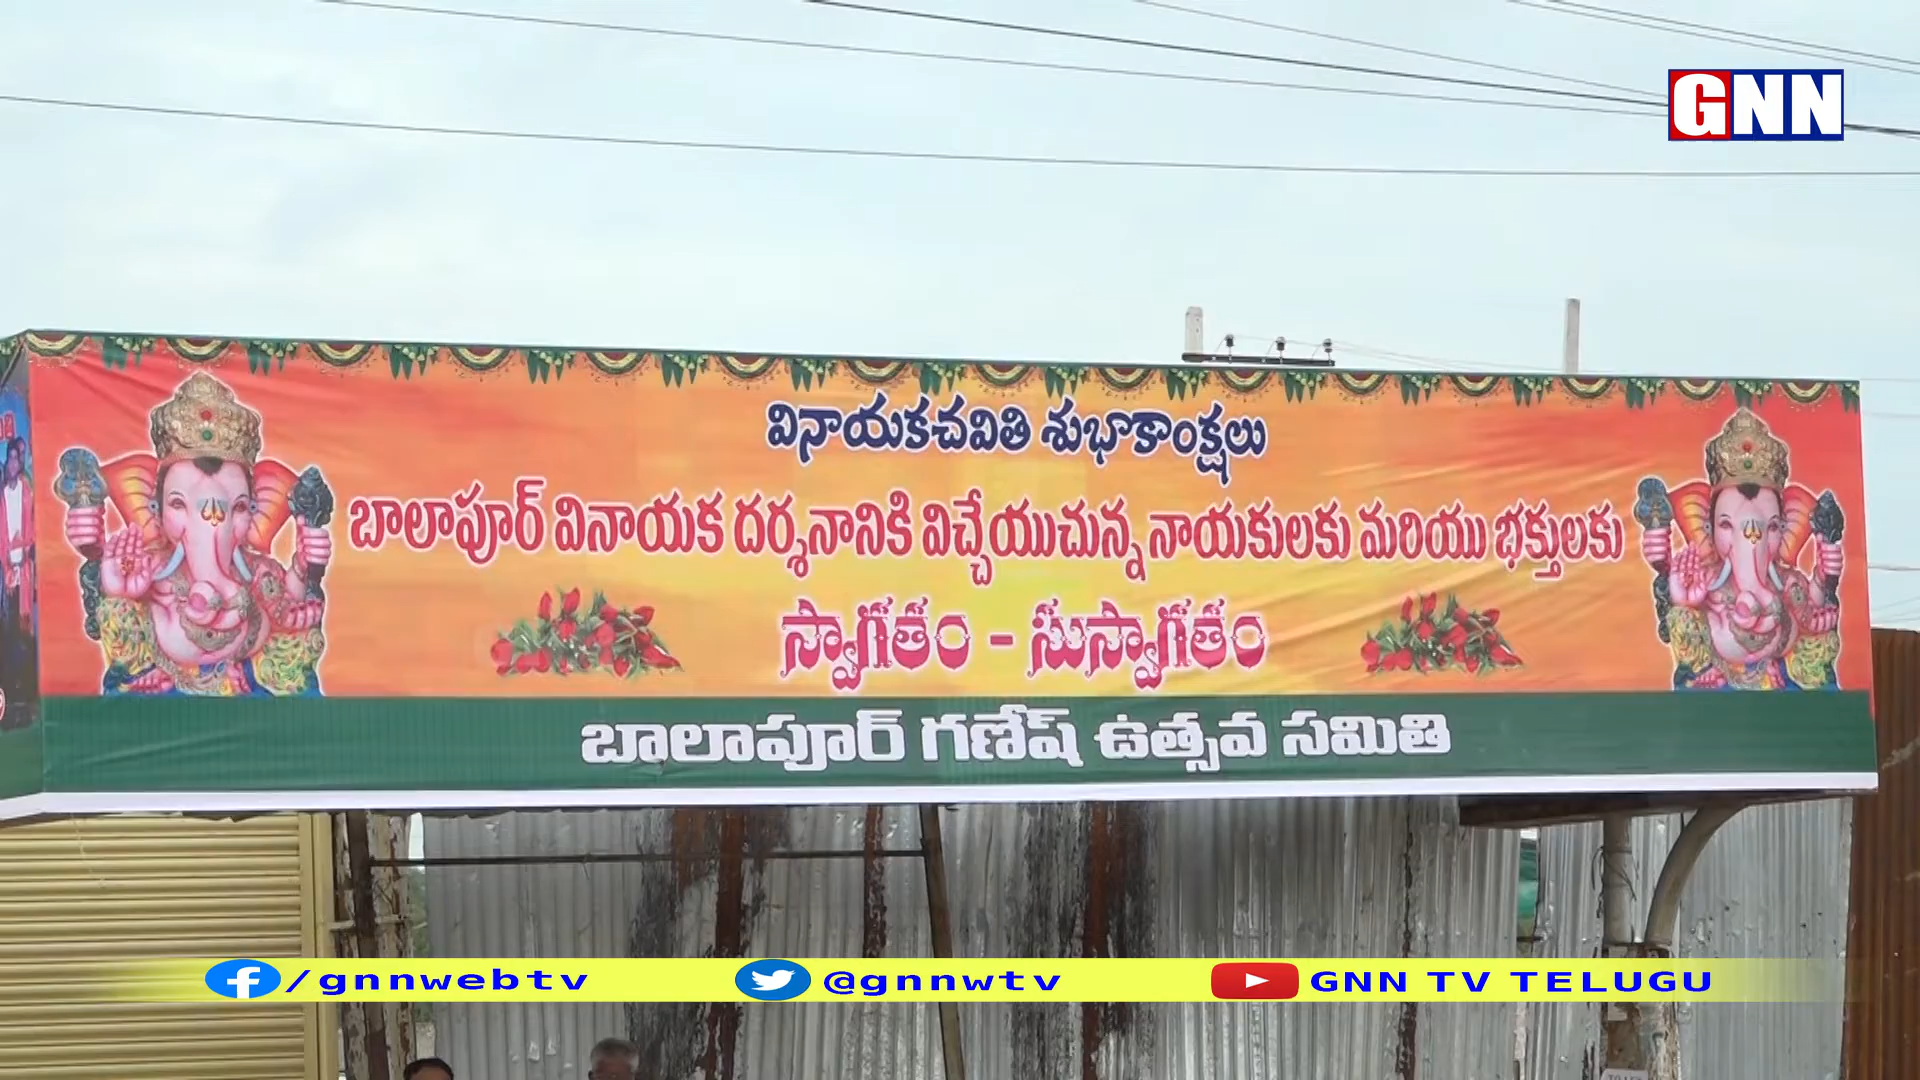 GNN
వినాయకచవితి శుభాకాంక్షలు
బాలాపూర్ వినాయక దర్శనానికి విచ్చేయుచున్న నాయకులకు మరియు భక్తులకు
స్వాగతం - సుస్వాగతం
బాలాపూర్ గణేష్ ఉత్సవ సమితి
/gnnwebtv @gnnwtv GNN TV TELUGU